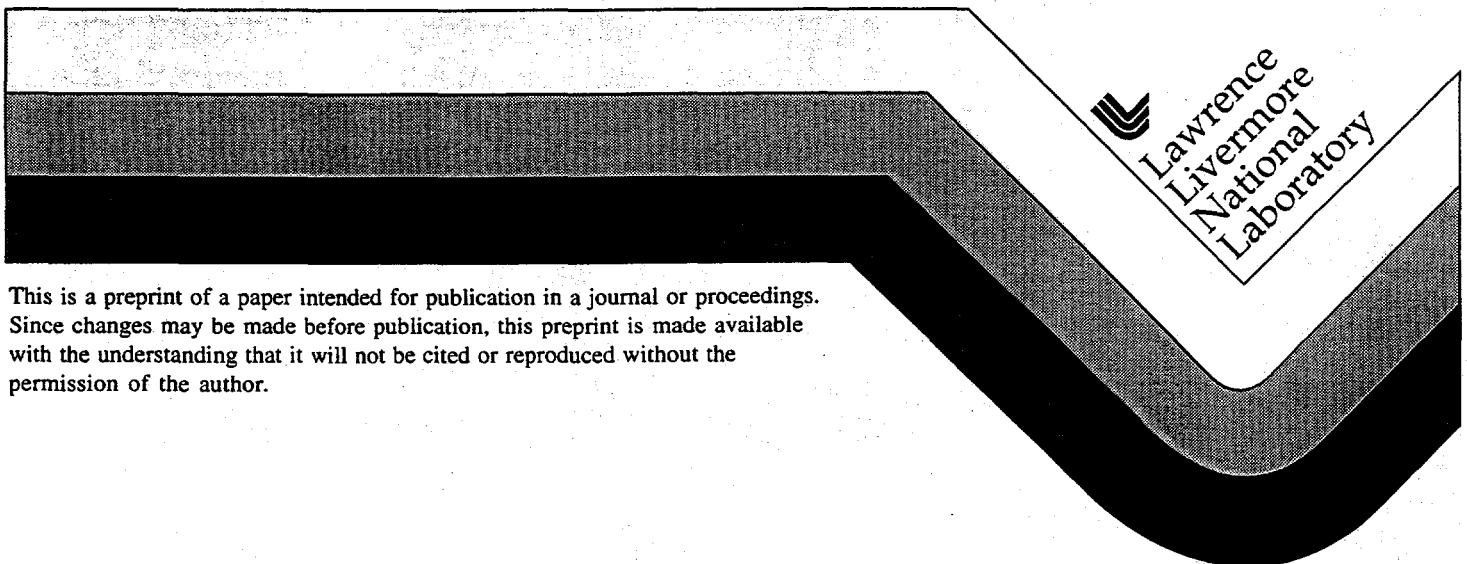 Lawrence
Livermore
National
Laboratory
This is a preprint of a paper intended for publication in a journal or proceedings.
Since changes may be made before publication, this preprint is made available
with the understanding that it will not be cited or reproduced without the
permission of the author.